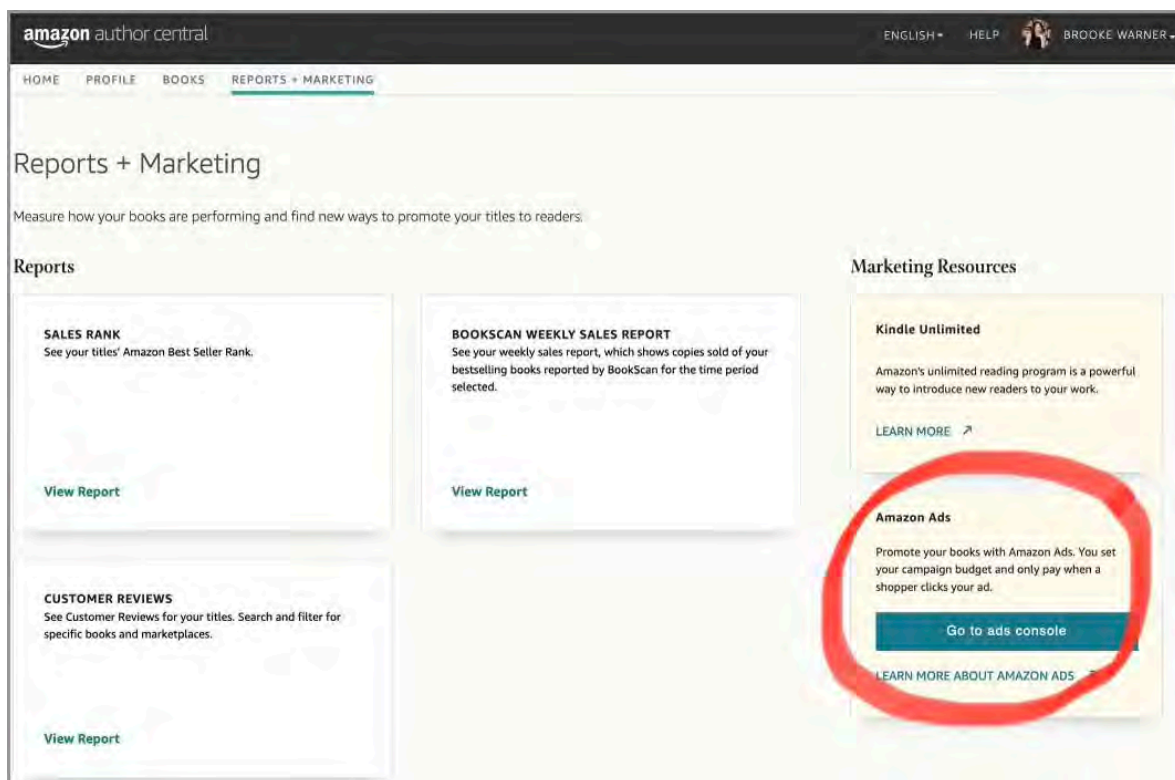 amazon author central
ENGLISH HELP BROOKE WARNER
HOME PROFILE BOOKS REPORTS + MARKETING
Reports + Marketing
Measure how your books are performing and find new ways to promote your titles to readers.
Reports
SALES RANK
See your titles' Amazon Best Seller Rank.
View Report
BOOKSCAN WEEKLY SALES REPORT
See your weekly sales report, which shows copies sold of your
bestselling books reported by BookScan for the time period
selected.
View Report
CUSTOMER REVIEWS
See Customer Reviews for your titles. Search and filter for
specific books and marketplaces.
View Report
Marketing Resources
Kindle Unlimited
Amazon's unlimited reading program is a powerful
way to introduce new readers to your work.
LEARN MORE
Amazon Ads
Promote your books with Amazon Ads. You set
your campaign budget and only pay when a
shopper clicks your ad.
Go to ads console
LEARN MORE ABOUT AMAZON ADS